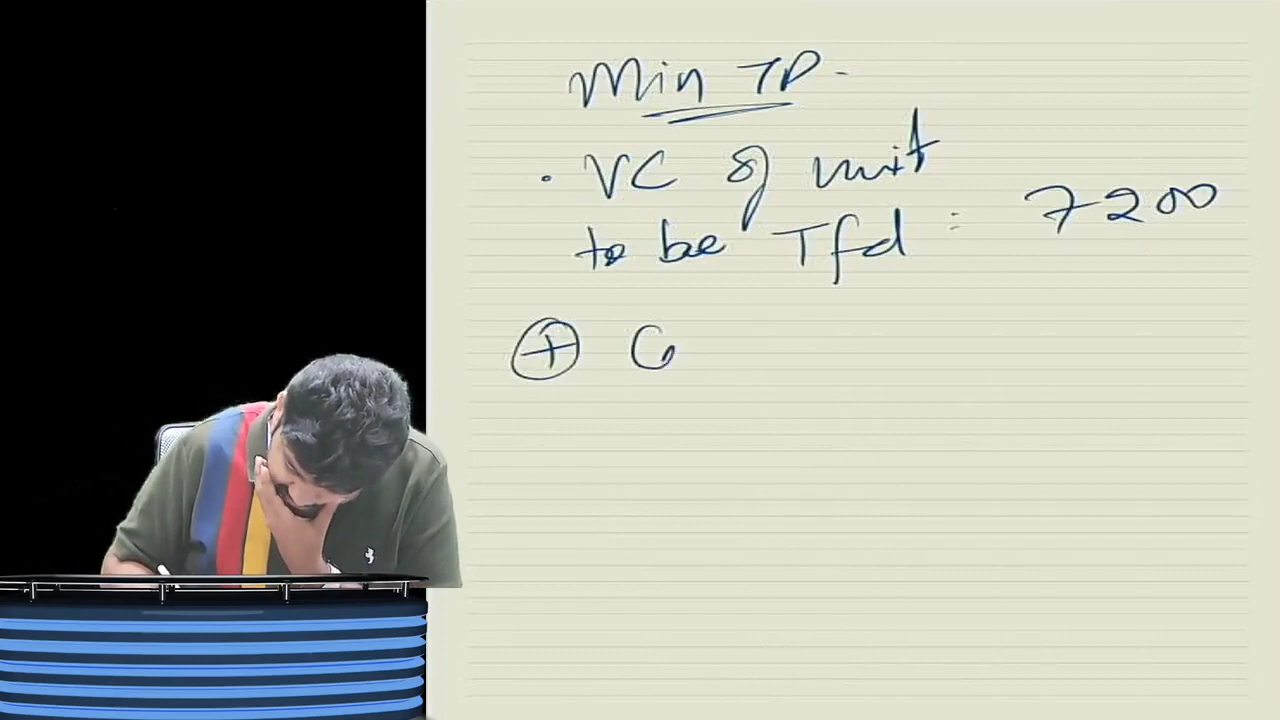 Min TP.
• VC of unit
to be Tfd = 7200
⊕ C